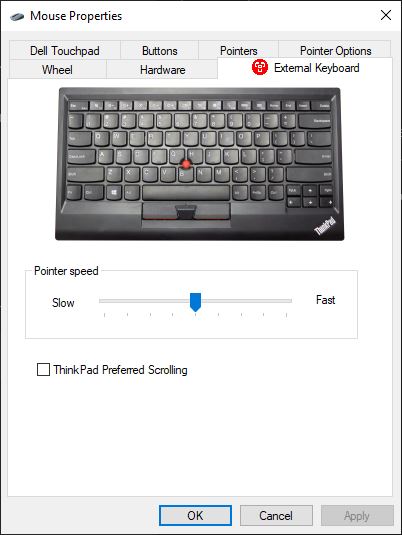 Mouse Properties
Dell Touchpad Buttons Pointers Pointer Options
Wheel Hardware External Keyboard
ThinkPad
Pointer speed
Slow Fast
ThinkPad Preferred Scrolling
OK Cancel Apply